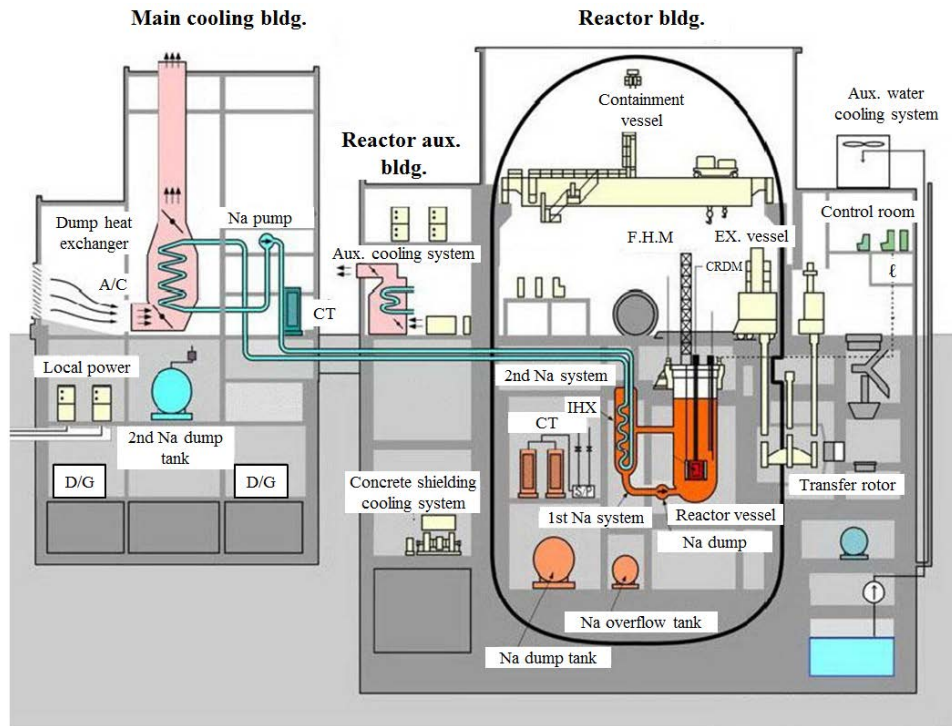 Main cooling bldg.
Reactor bldg.
Containment
vessel
Aux. water
cooling system
Reactor aux.
bldg.
Dump heat
exchanger
Na pump
Control room
F.H.M
EX. vessel
Aux. cooling system
CRDM
ℓ
A/C
CT
Local power
2nd Na system
IHX
CT
2nd Na dump
tank
D/G
D/G
Concrete shielding
cooling system
S/P
Transfer rotor
1st Na system
Reactor vessel
Na dump
Na overflow tank
Na dump tank